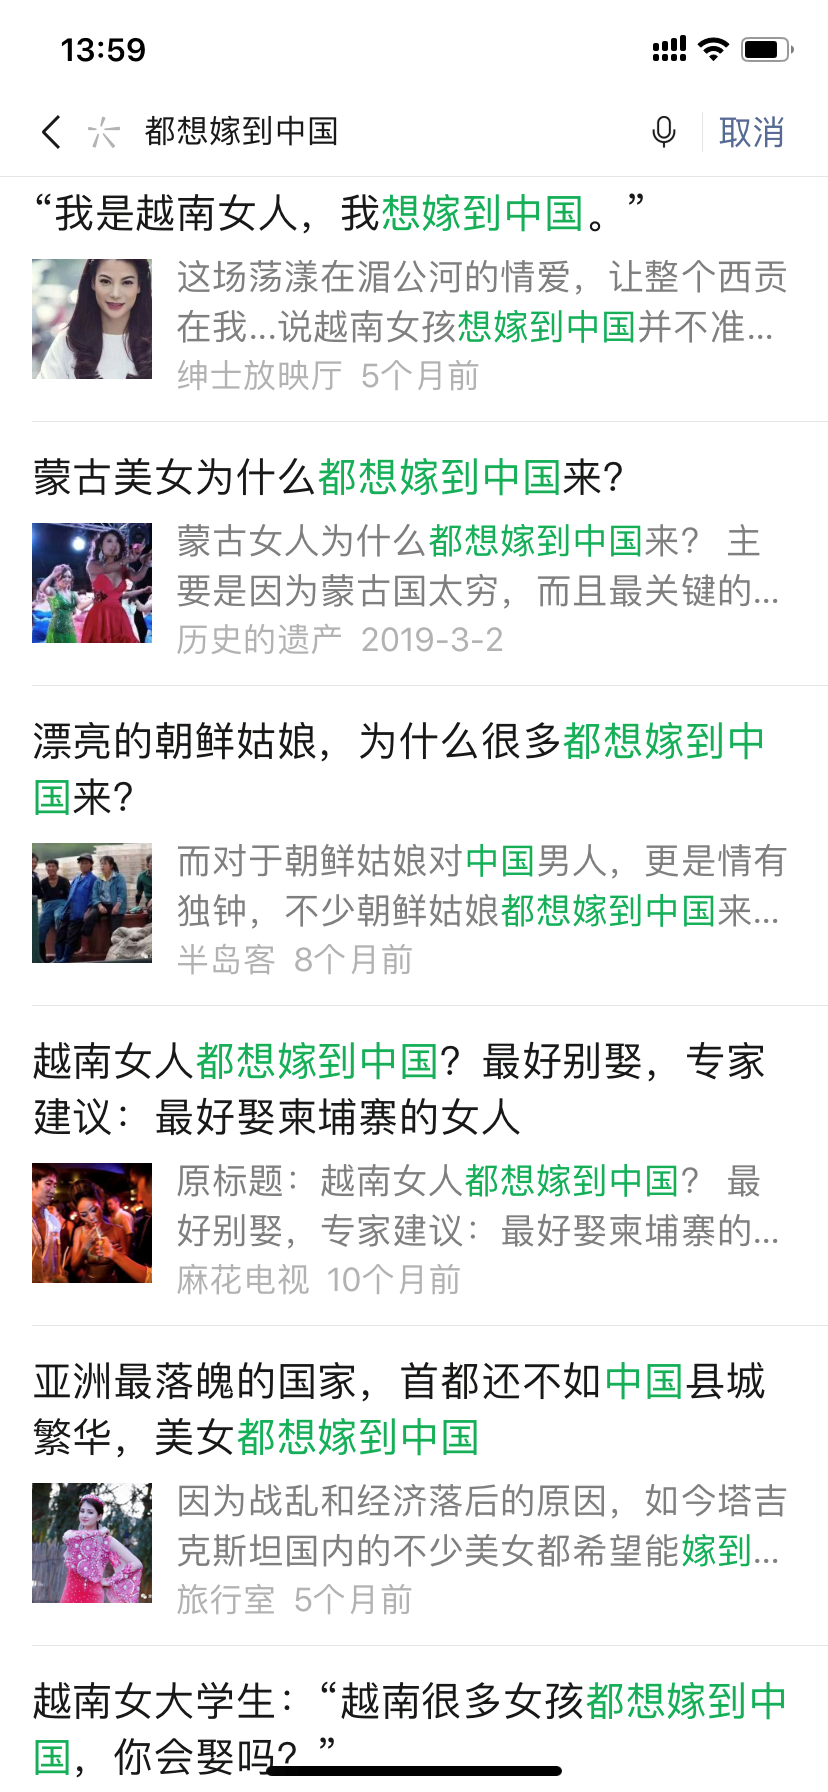 13:59
都想嫁到中国
取消
“我是越南女人，我想嫁到中国。”
这场荡漾在湄公河的情爱，让整个西贡
在我...说越南女孩想嫁到中国并不准...
绅士放映厅 5个月前
蒙古美女为什么都想嫁到中国来?
蒙古女人为什么都想嫁到中国来? 主
要是因为蒙古国太穷，而且最关键的...
历史的遗产 2019-3-2
漂亮的朝鲜姑娘，为什么很多都想嫁到中
国来?
而对于朝鲜姑娘对中国男人，更是情有
独钟，不少朝鲜姑娘都想嫁到中国来...
半岛客 8个月前
越南女人都想嫁到中国? 最好别娶，专家
建议：最好娶柬埔寨的女人
原标题：越南女人都想嫁到中国? 最
好别娶，专家建议：最好娶柬埔寨的...
麻花电视 10个月前
亚洲最落魄的国家，首都还不如中国县城
繁华，美女都想嫁到中国
因为战乱和经济落后的原因，如今塔吉
克斯坦国内的不少美女都希望能嫁到...
旅行室 5个月前
越南女大学生：“越南很多女孩都想嫁到中
国，你会娶吗？”